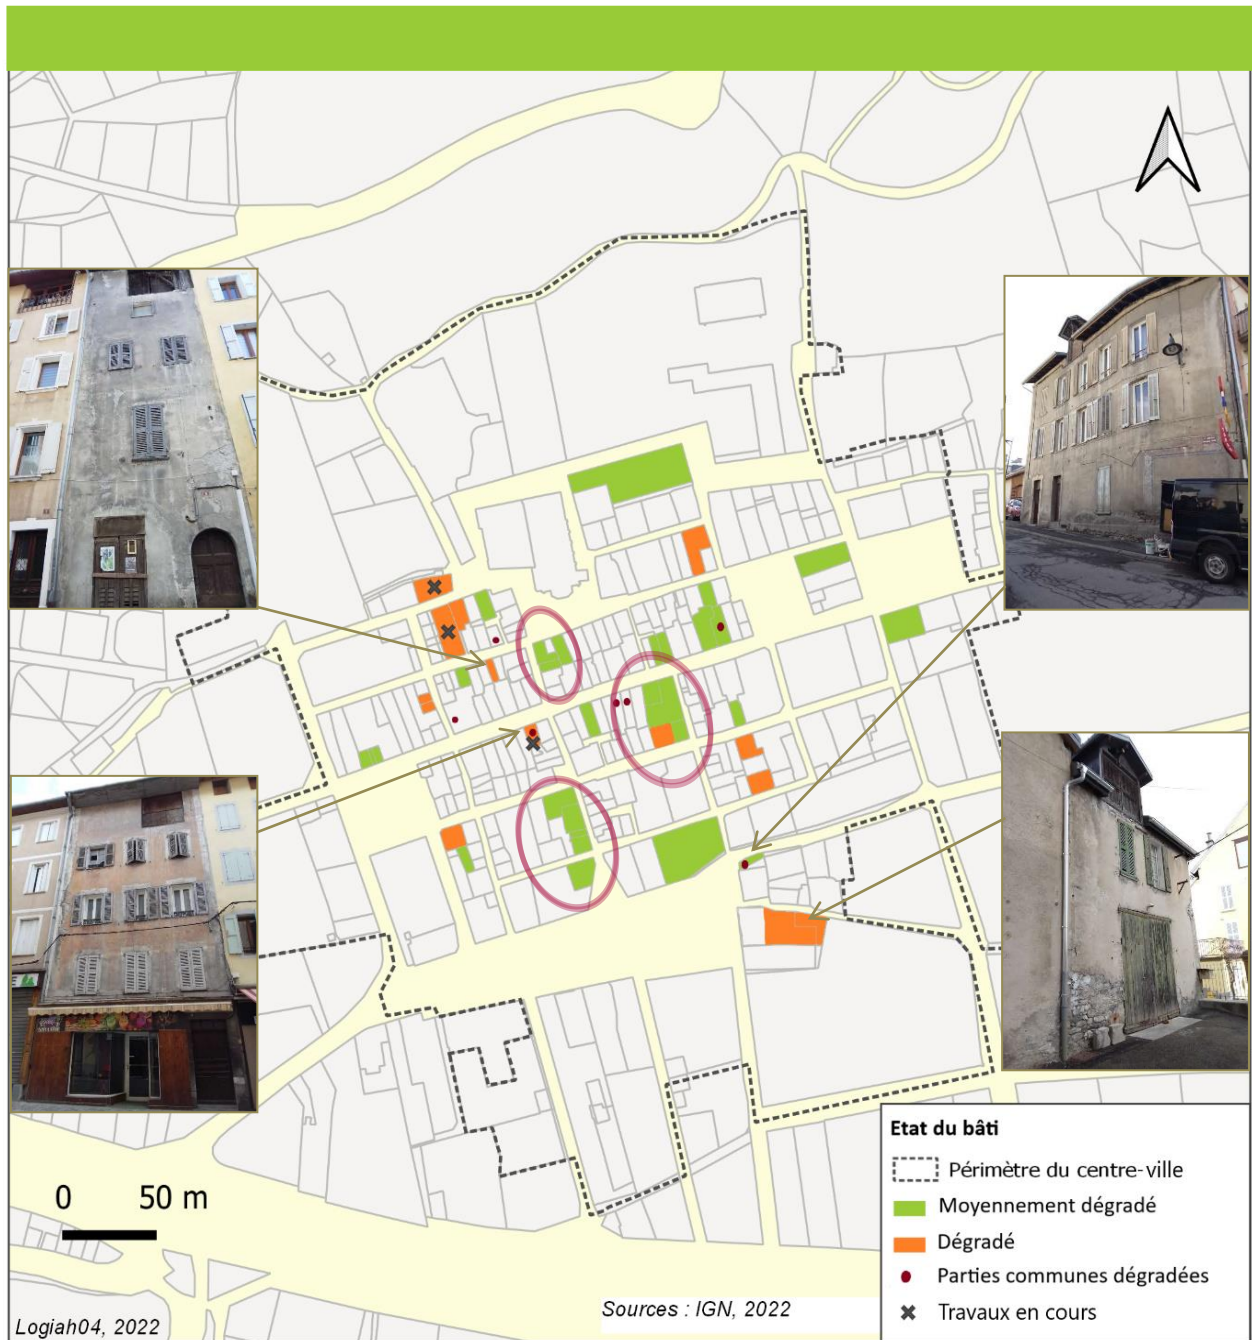 0 50 m
Logiah04, 2022
Sources : IGN, 2022
Etat du bâti
Périmètre du centre-ville
Moyennement dégradé
Dégradé
Parties communes dégradées
Travaux en cours